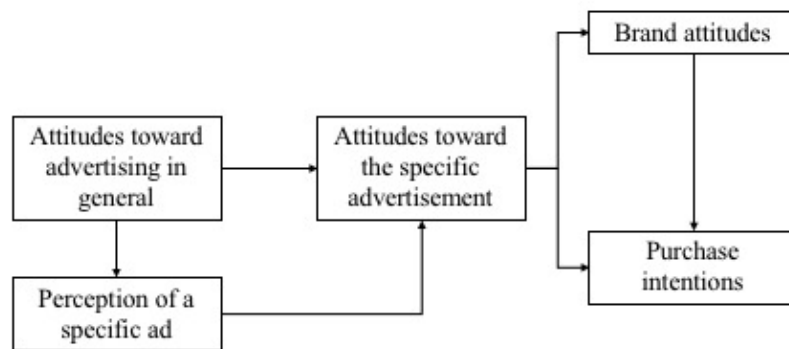 Brand attitudes
Attitudes toward
advertising in
general
Attitudes toward
the specific
advertisement
Purchase
intentions
Perception of a
specific ad